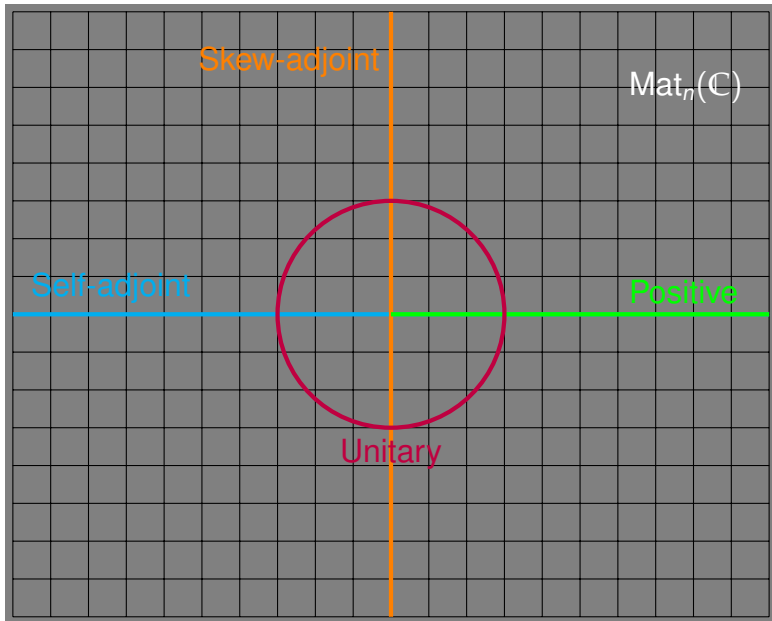 Skew-adjoint
Matₙ(ℂ)
Self-adjoint
Positive
Unitary